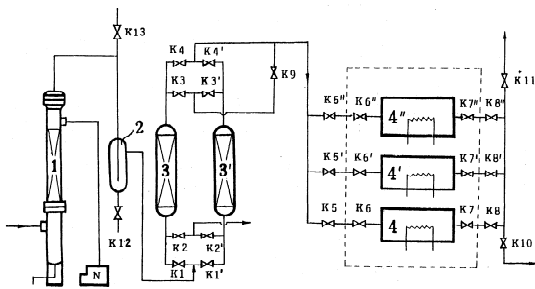 K13
K4 K4'
K3 K3'
K9
K11
K5" K6" 4" K7" K8"
2
1
3 3'
K5' K6' 4' K7' K8'
K12
K5 K6 4 K7 K8
K2 K2'
K10
N
K1 K1'